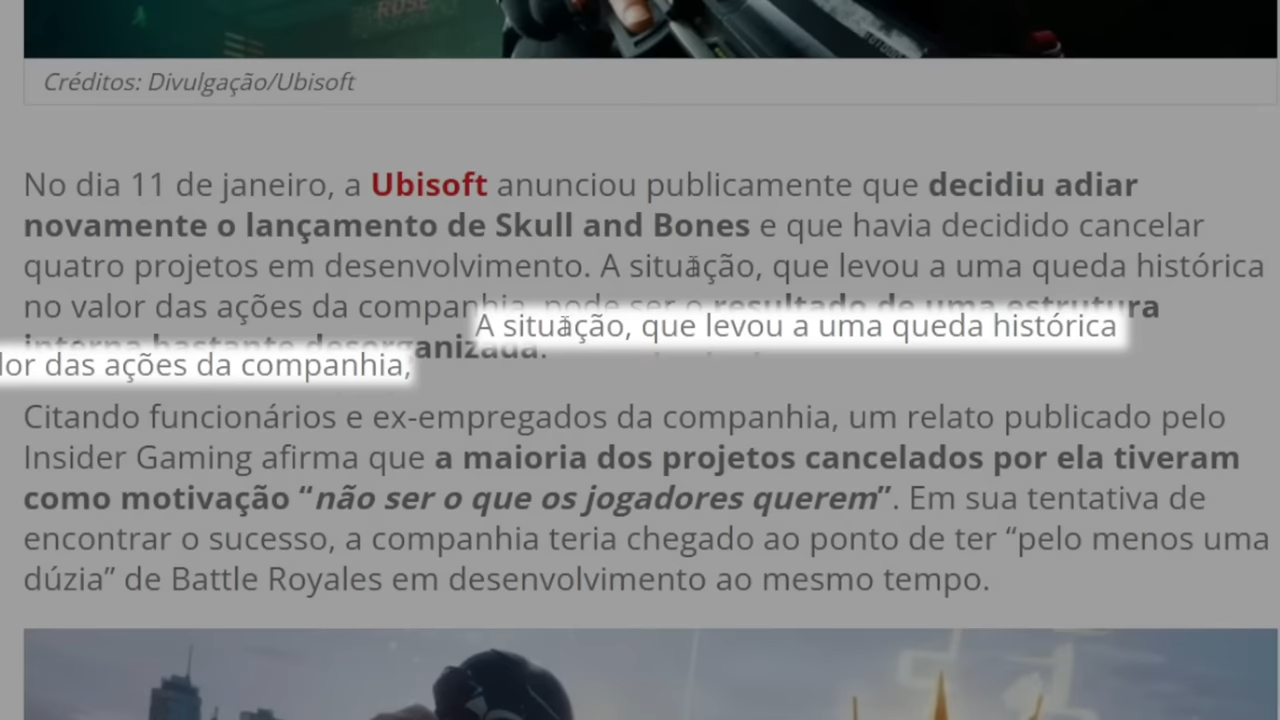 Créditos: Divulgação/Ubisoft
No dia 11 de janeiro, a Ubisoft anunciou publicamente que decidiu adiar
novamente o lançamento de Skull and Bones e que havia decidido cancelar
quatro projetos em desenvolvimento. A situação, que levou a uma queda histórica
no valor das ações da companhia, pode ser o resultado de uma estrutura
A situação, que levou a uma queda histórica
interna bastante desorganizada.
lor das ações da companhia,
Citando funcionários e ex-empregados da companhia, um relato publicado pelo
Insider Gaming afirma que a maioria dos projetos cancelados por ela tiveram
como motivação “não ser o que os jogadores querem”. Em sua tentativa de
encontrar o sucesso, a companhia teria chegado ao ponto de ter “pelo menos uma
dúzia” de Battle Royales em desenvolvimento ao mesmo tempo.